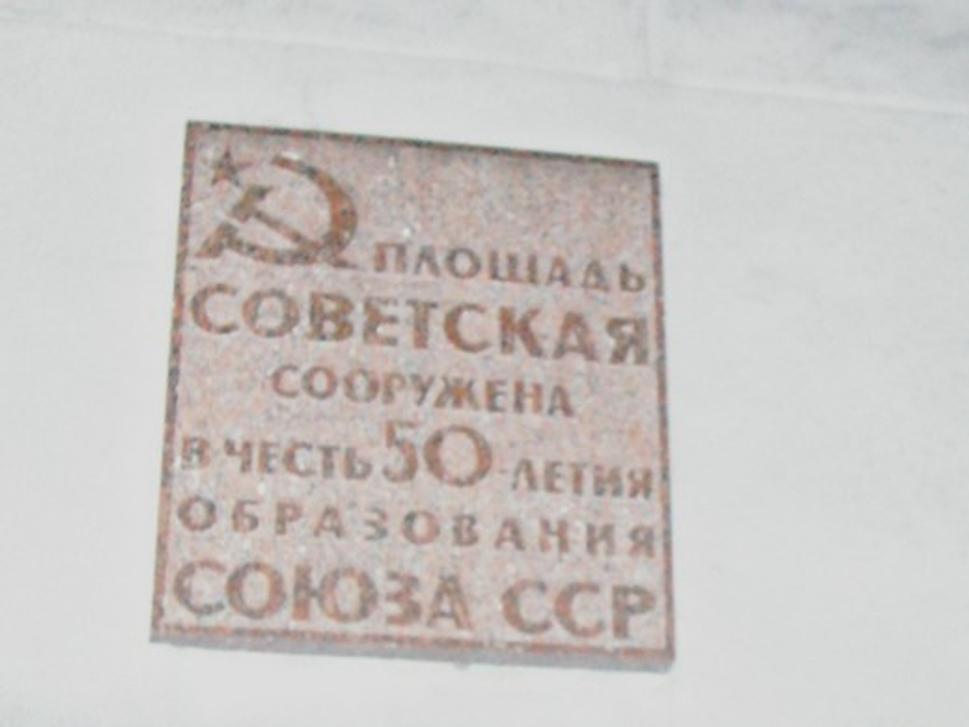 ПЛОЩАДЬ
СОВЕТСКАЯ
СООРУЖЕНА
В ЧЕСТЬ 50-ЛЕТИЯ
ОБРАЗОВАНИЯ
СОЮЗА ССР